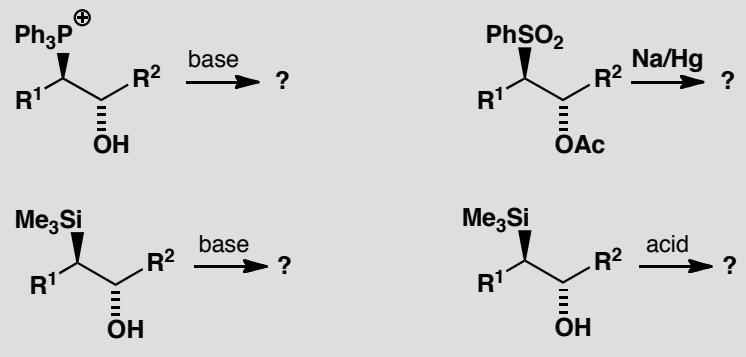 Ph₃P⊕
R¹ R² base ?
OH
PhSO₂
R¹ R² Na/Hg ?
OAc
Me₃Si
R¹ R² base ?
OH
Me₃Si
R¹ R² acid ?
OH